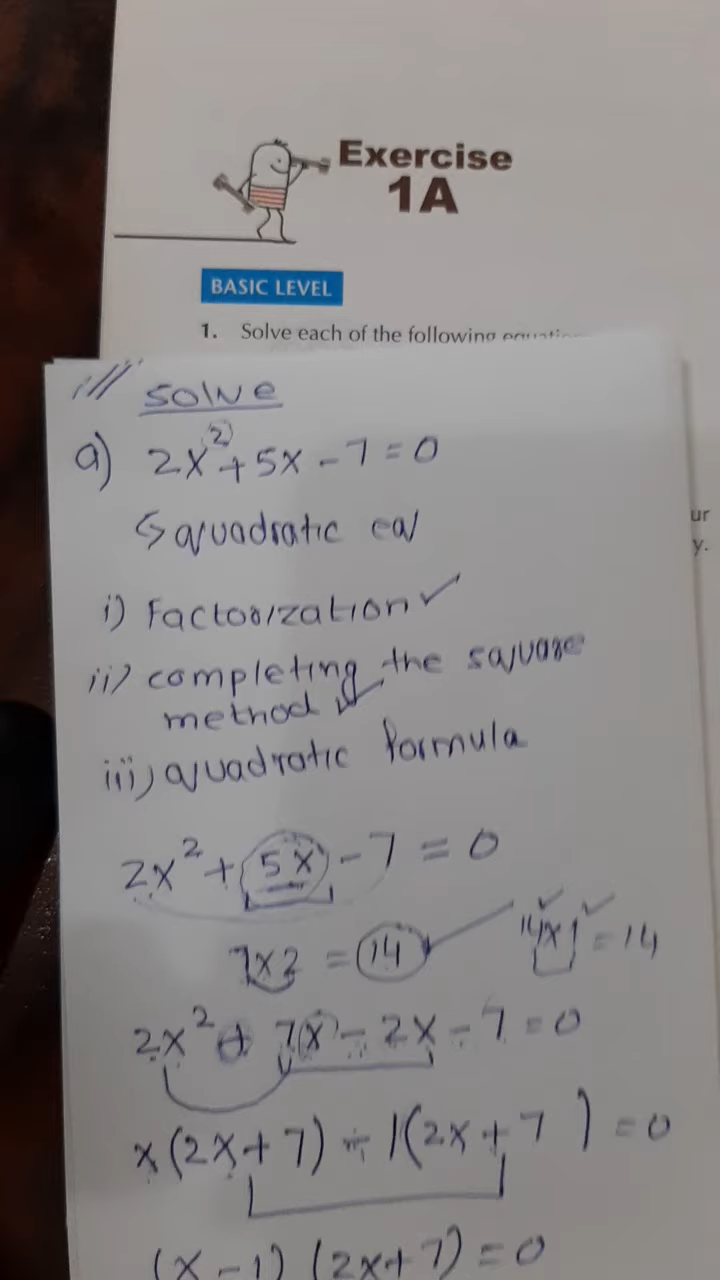 Exercise
1A
BASIC LEVEL
1. Solve each of the following
ur
y.
SOLVE
a) 2x² + 5x - 7 = 0
quadratic
i) Factorization ✓
ii) completing the square
method ✓
iii) quadratic formula
2x² + 5x - 7 = 0
7x2 = 14 14x1 = 14
2x² + 7x - 2x - 7 = 0
x(2x+7) - 1(2x+7) = 0
(x-1) (2x+7) = 0